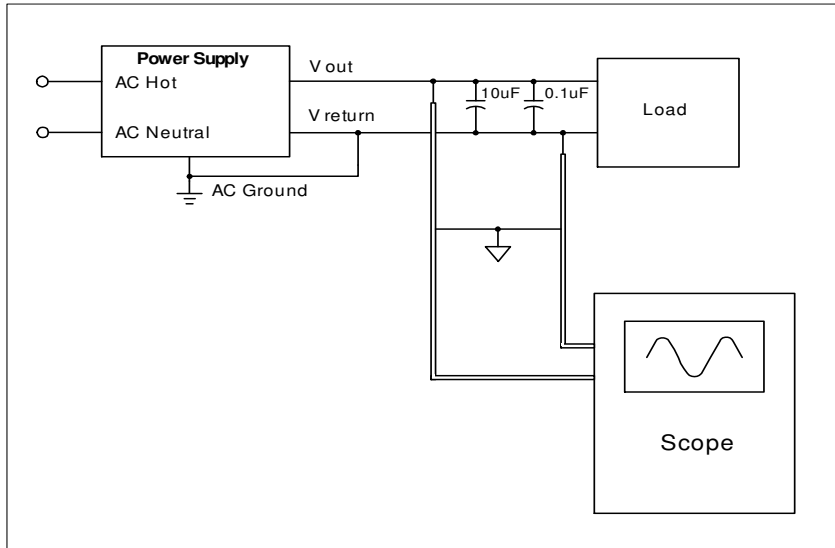 Power Supply
AC Hot
AC Neutral
V out
V return
AC Ground
10uF
0.1uF
Load
Scope